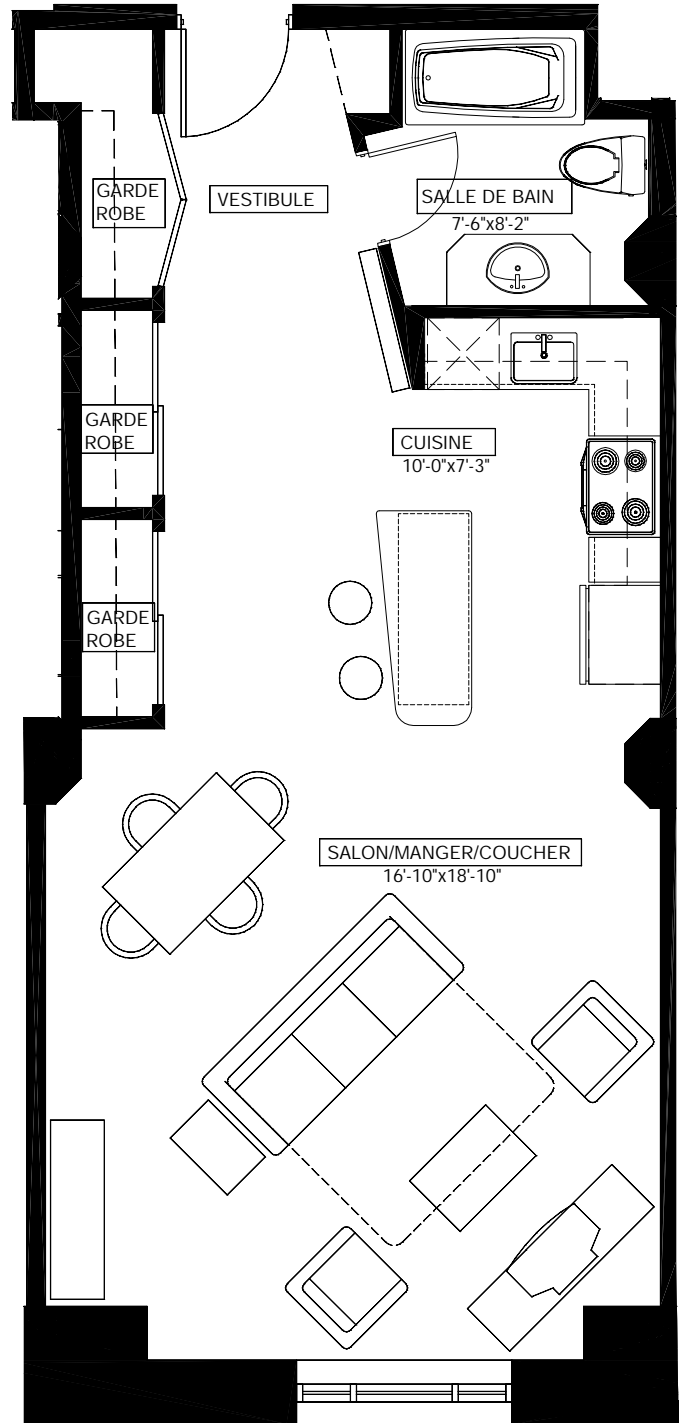 GARDE
ROBE
VESTIBULE
SALLE DE BAIN
7'-6"x8'-2"
GARDE
ROBE
CUISINE
10'-0"x7'-3"
GARDE
ROBE
SALON/MANGER/COUCHER
16'-10"x18'-10"